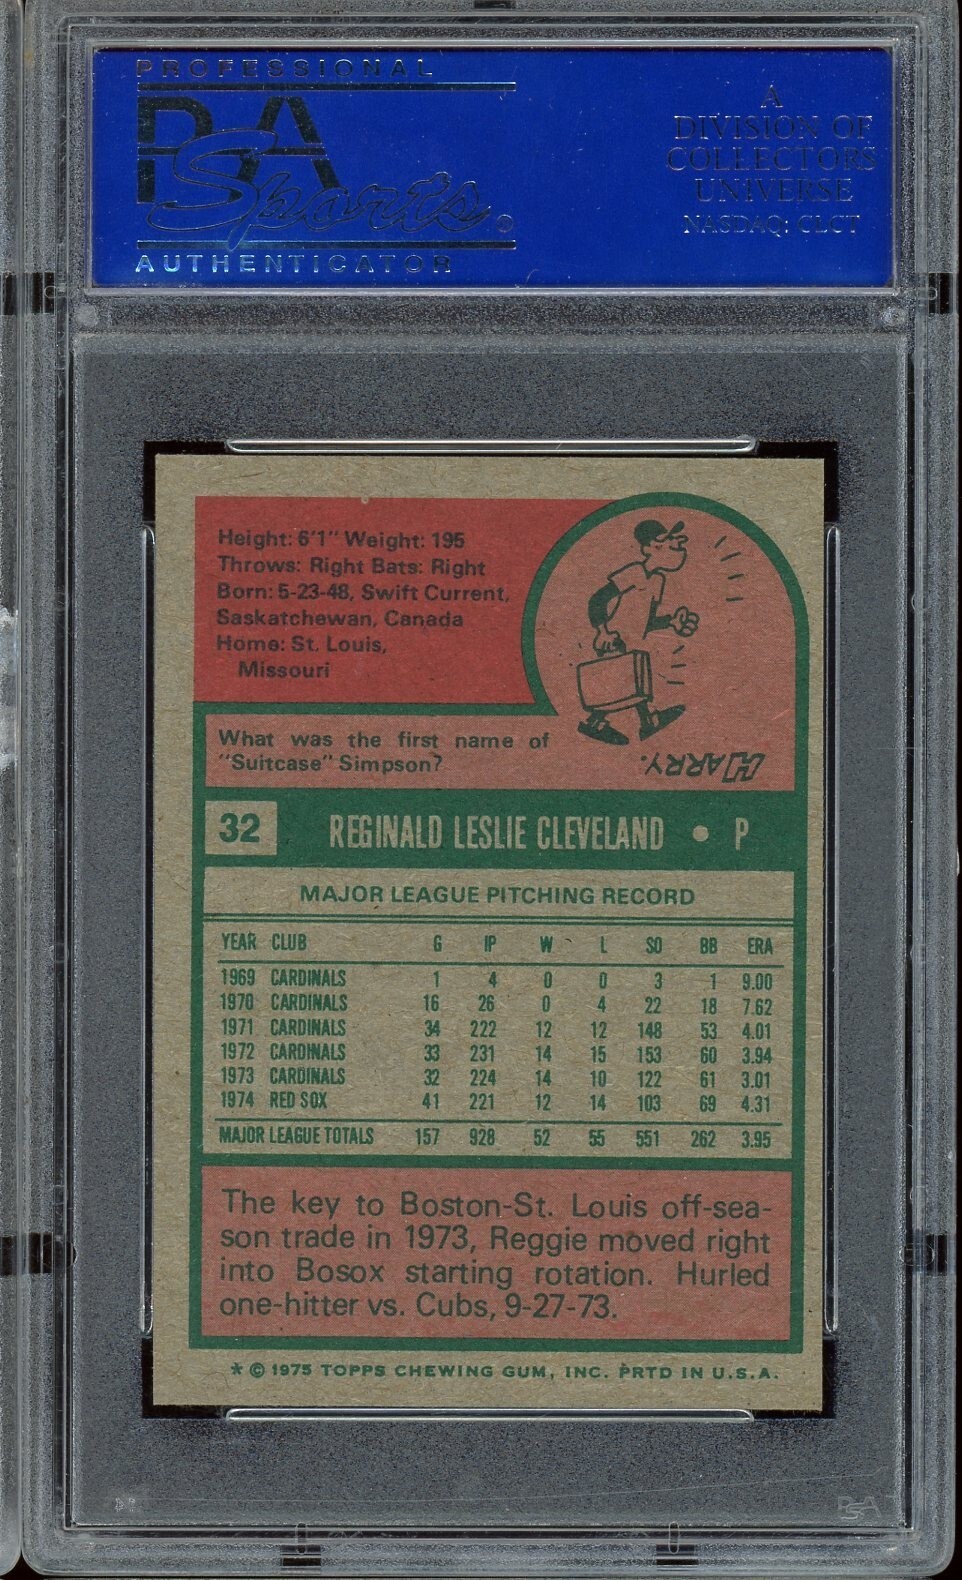 PROFESSIONAL
PSA
Sports®
AUTHENTICATOR
A
DIVISION OF
COLLECTORS
UNIVERSE
NASDAQ: CLCT
Height: 6'1" Weight: 195
Throws: Right Bats: Right
Born: 5-23-48, Swift Current,
Saskatchewan, Canada
Home: St. Louis,
Missouri
What was the first name of
"Suitcase" Simpson?
HARRY.
32 REGINALD LESLIE CLEVELAND • P
MAJOR LEAGUE PITCHING RECORD
YEAR CLUB G IP W L SO BB ERA
1969 CARDINALS 1 4 0 0 3 1 9.00
1970 CARDINALS 16 26 0 4 22 18 7.62
1971 CARDINALS 34 222 12 12 148 53 4.01
1972 CARDINALS 33 231 14 15 153 60 3.94
1973 CARDINALS 32 224 14 10 122 61 3.01
1974 RED SOX 41 221 12 14 103 69 4.31
MAJOR LEAGUE TOTALS 157 928 52 55 551 262 3.95
The key to Boston-St. Louis off-sea-
son trade in 1973, Reggie moved right
into Bosox starting rotation. Hurled
one-hitter vs. Cubs, 9-27-73.
* © 1975 TOPPS CHEWING GUM, INC. PRTD IN U.S.A.
PSA